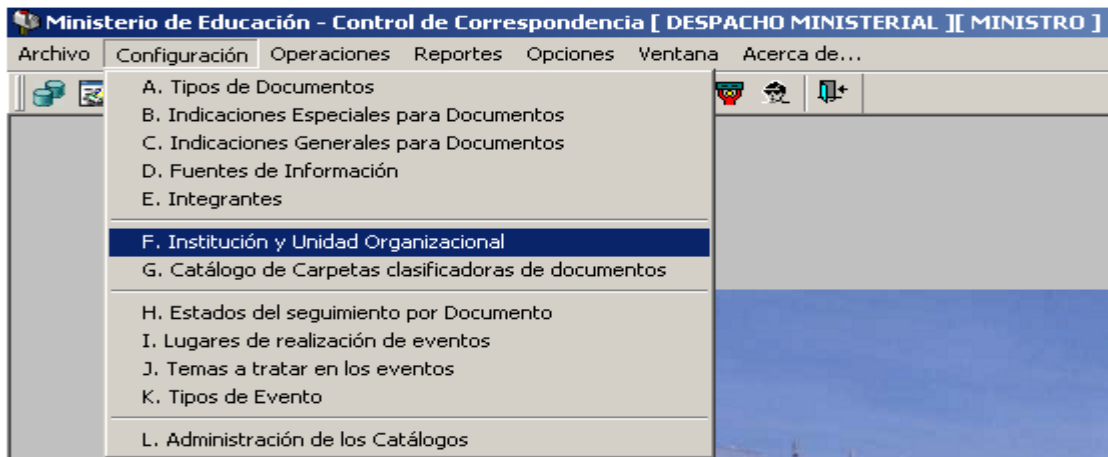 Ministerio de Educación - Control de Correspondencia [ DESPACHO MINISTERIAL ][ MINISTRO ]
Archivo Configuración Operaciones Reportes Opciones Ventana Acerca de...
A. Tipos de Documentos
B. Indicaciones Especiales para Documentos
C. Indicaciones Generales para Documentos
D. Fuentes de Información
E. Integrantes
F. Institución y Unidad Organizacional
G. Catálogo de Carpetas clasificadoras de documentos
H. Estados del seguimiento por Documento
I. Lugares de realización de eventos
J. Temas a tratar en los eventos
K. Tipos de Evento
L. Administración de los Catálogos